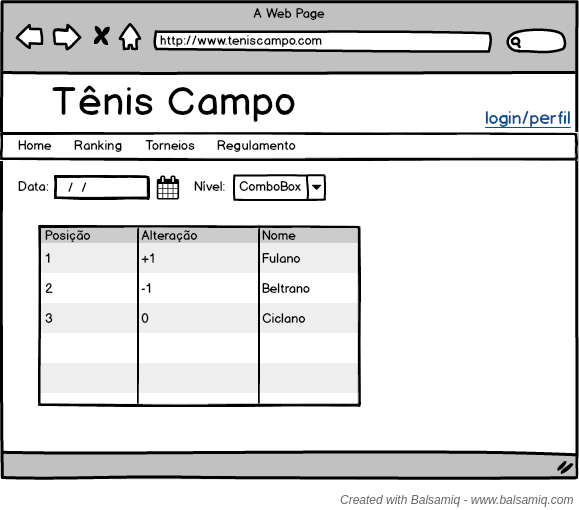 A Web Page
http://www.teniscampo.com
Tênis Campo
login/perfil
Home Ranking Torneios Regulamento
Data: / / Nível: ComboBox
Posição Alteração Nome
1 +1 Fulano
2 -1 Beltrano
3 0 Ciclano
Created with Balsamiq - www.balsamiq.com